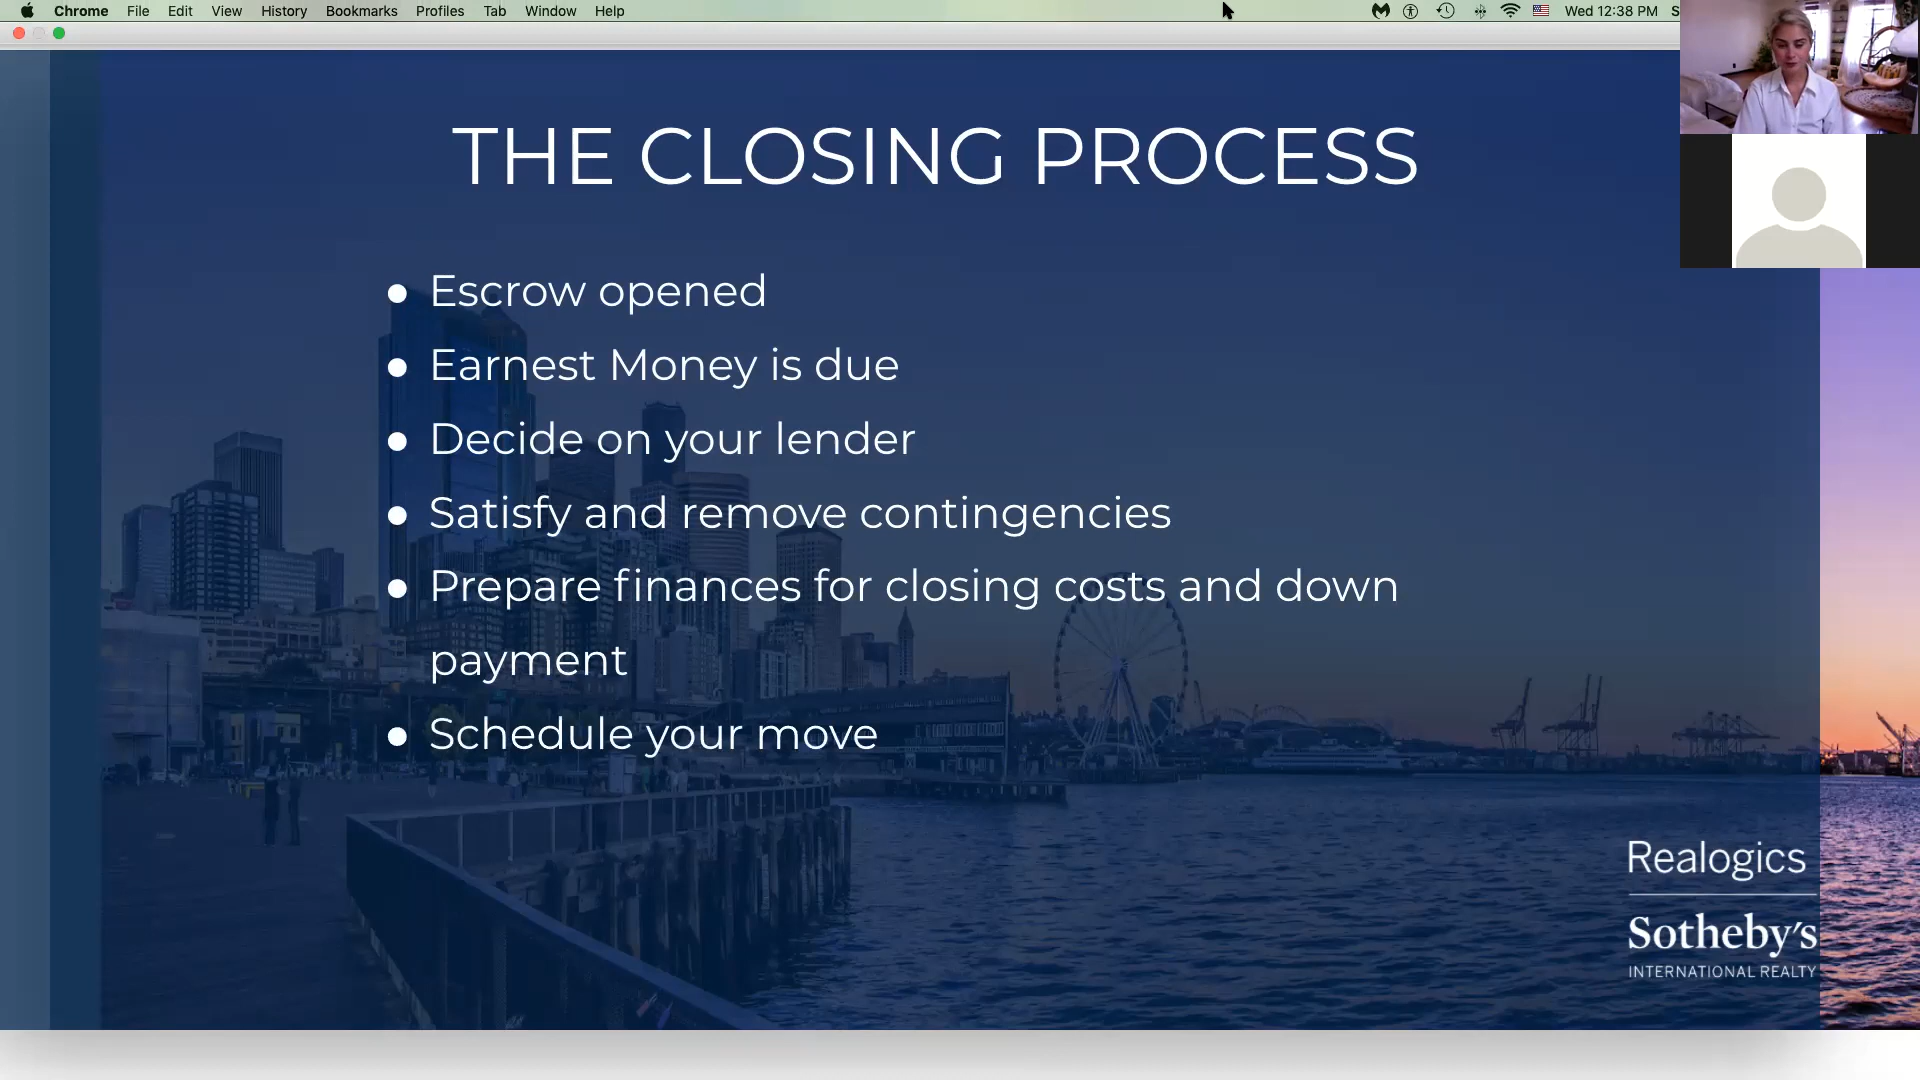 Chrome File Edit View History Bookmarks Profiles Tab Window Help Wed 12:38 PM S
THE CLOSING PROCESS
● Escrow opened
● Earnest Money is due
● Decide on your lender
● Satisfy and remove contingencies
● Prepare finances for closing costs and down
payment
● Schedule your move
Realogics
Sotheby's
INTERNATIONAL REALTY